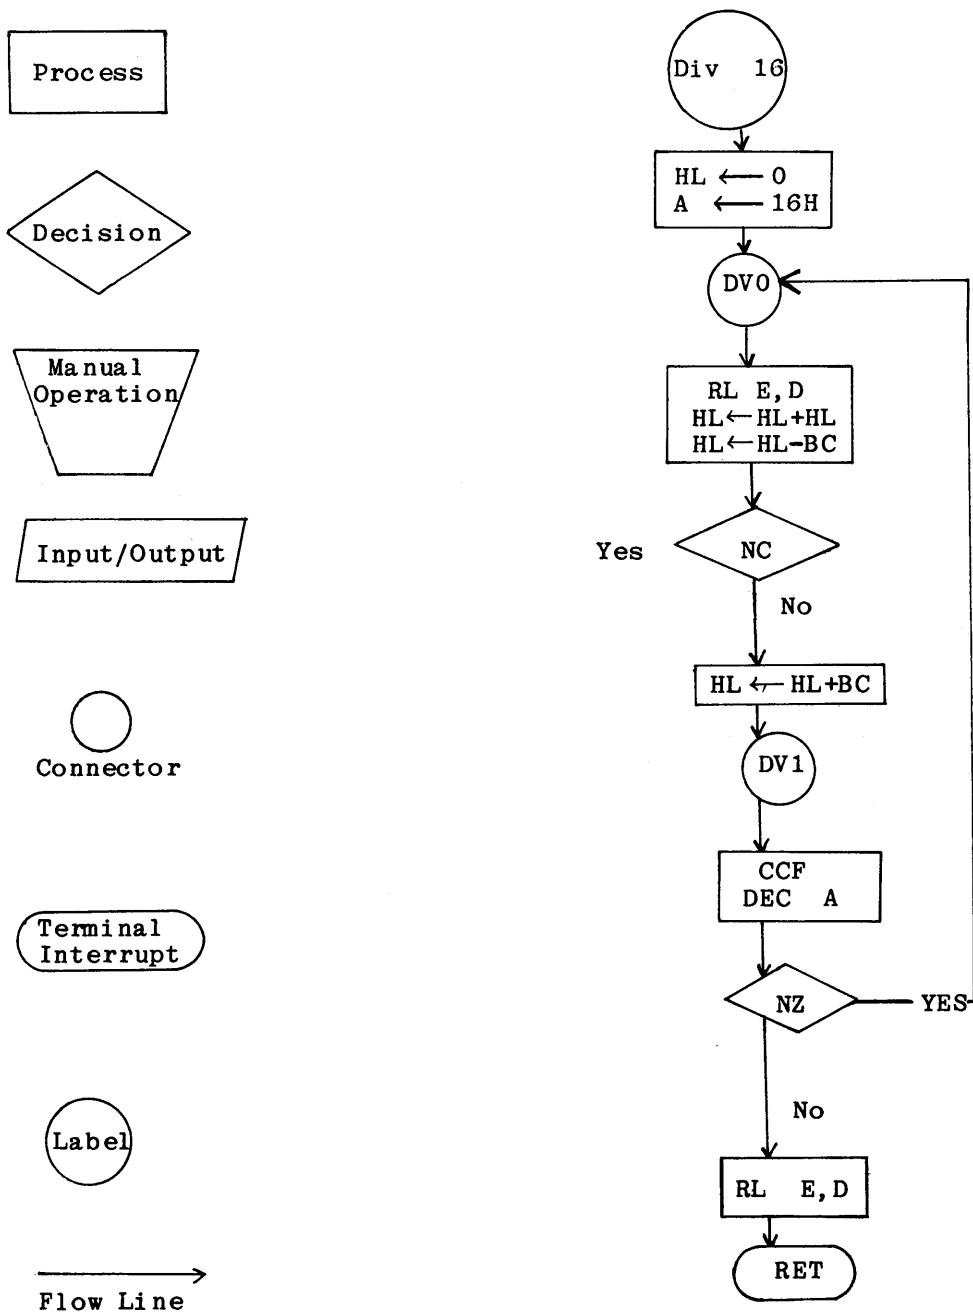 Process
Decision
Manual
Operation
Input/Output
Connector
Terminal
Interrupt
Label
Flow Line
Div 16
HL ← 0
A ← 16H
DV0
RL E,D
HL←HL+HL
HL←HL-BC
Yes
NC
No
HL ← HL+BC
DV1
CCF
DEC A
NZ
YES
No
RL E,D
RET